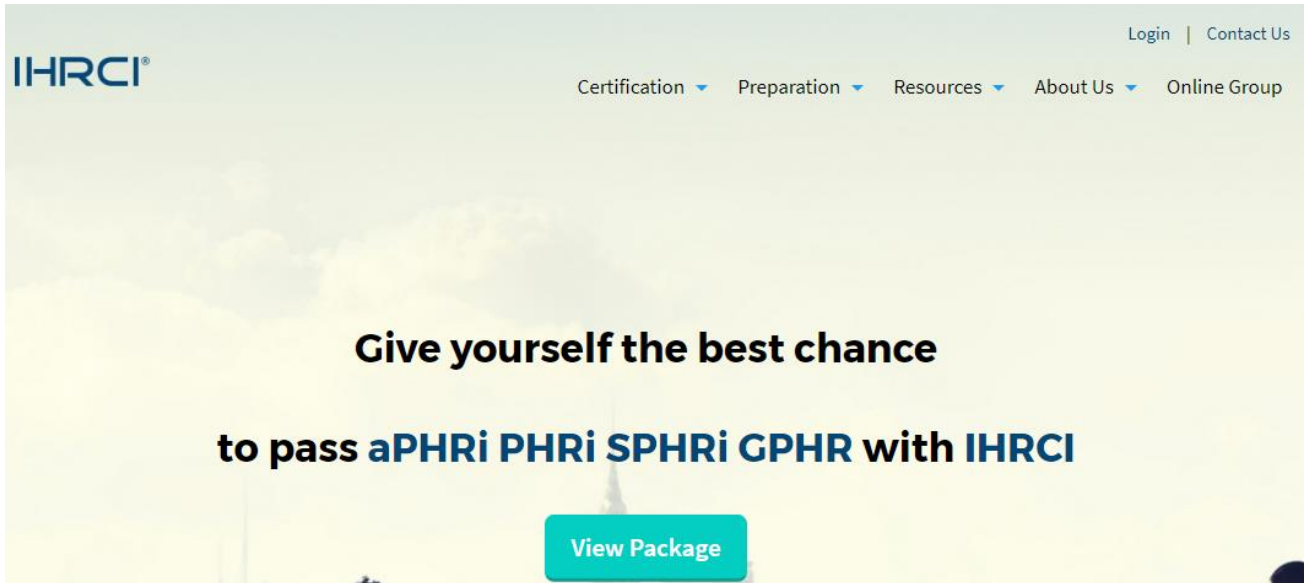 Login | Contact Us
IHRCI®
Certification Preparation Resources About Us Online Group
Give yourself the best chance
to pass aPHRi PHRi SPHRi GPHR with IHRCI
View Package